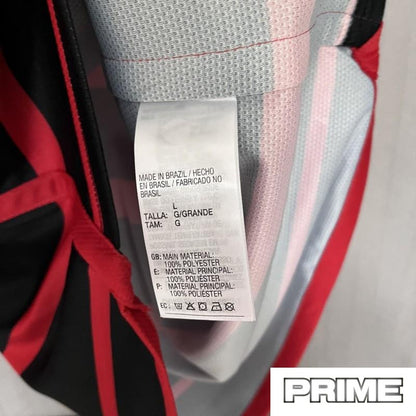 MADE IN BRAZIL / HECHO
EN BRASIL / FABRICADO NO
BRASIL
L
TALLA: G/GRANDE
TAM: G
GB: MAIN MATERIAL:
100% POLYESTER
E: MATERIAL PRINCIPAL:
100% POLIÉSTER
P: MATERIAL PRINCIPAL:
100% POLIÉSTER
EC:
PRIME